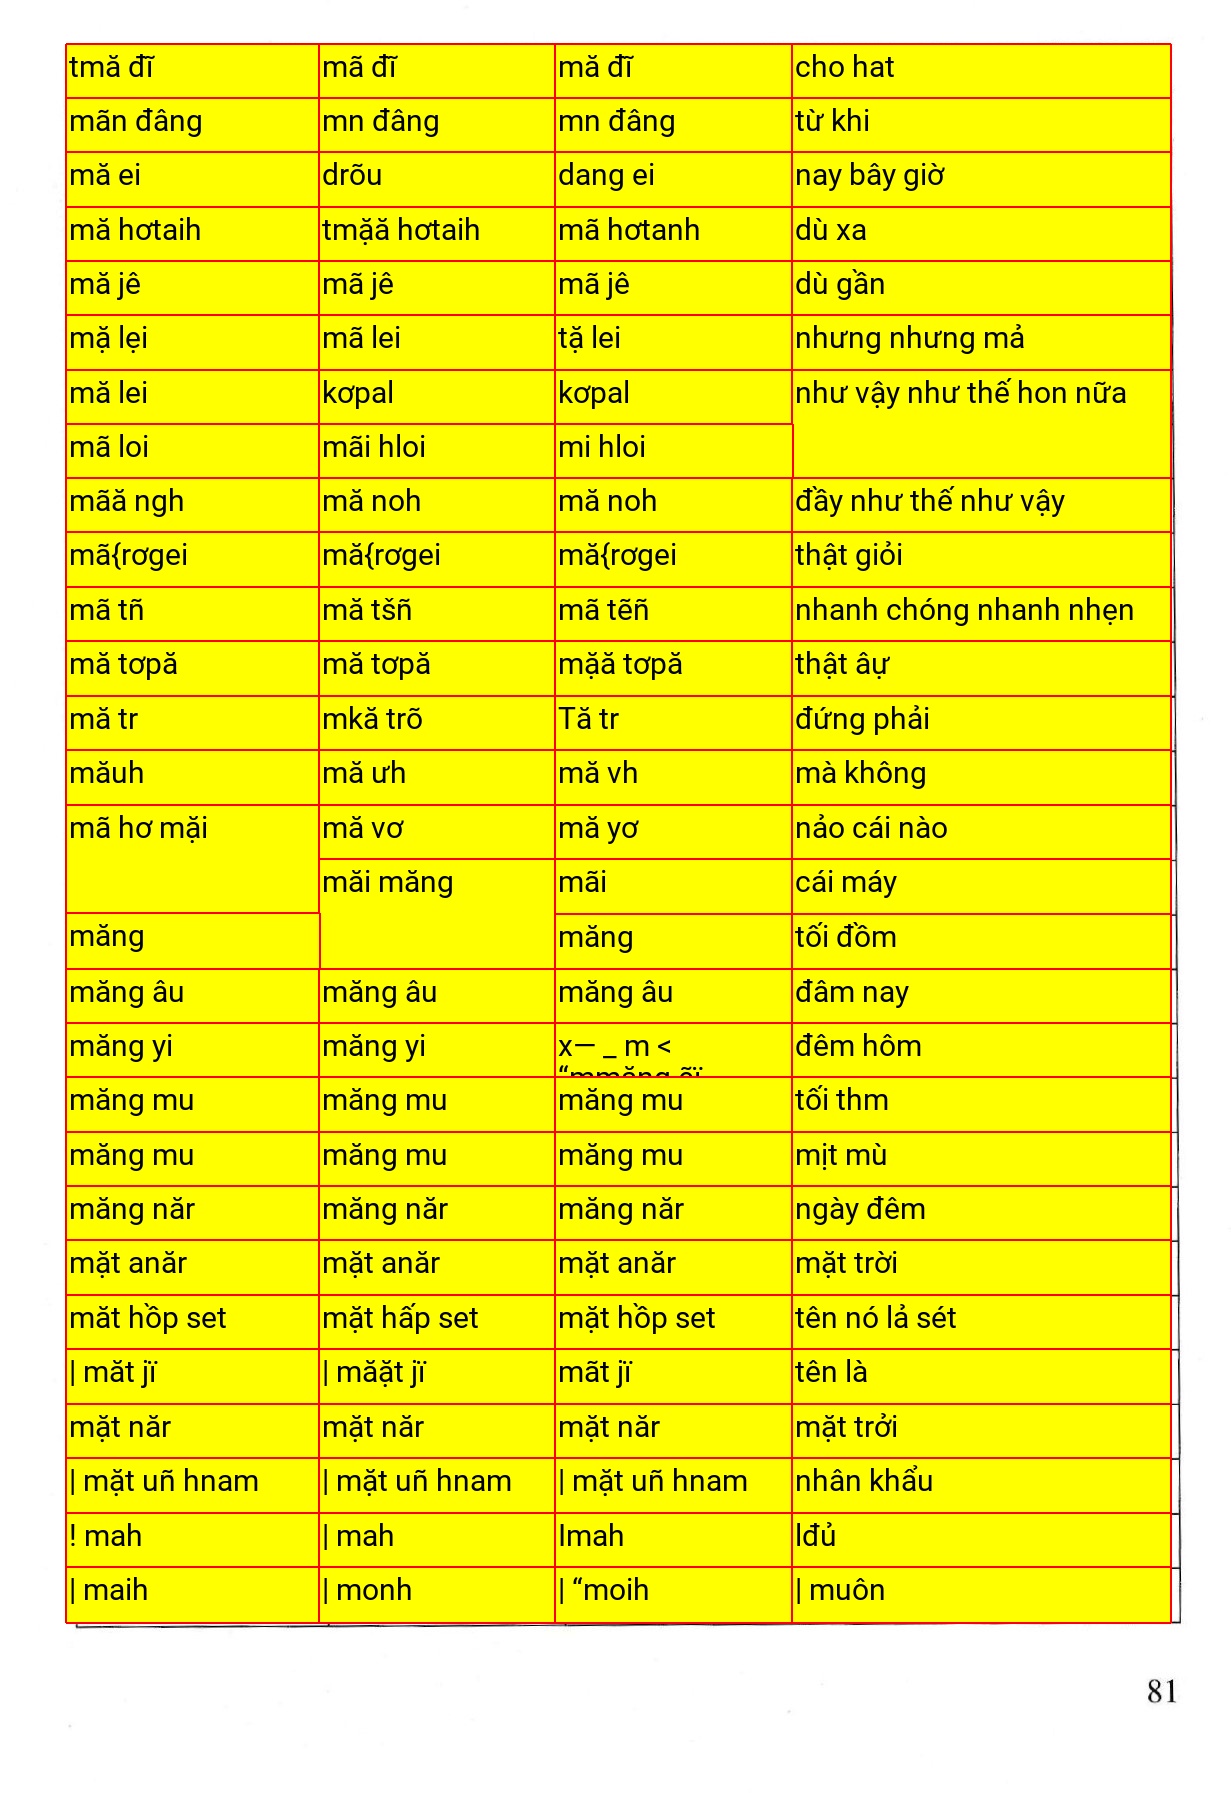 tmă đĩ mã đĩ mă đĩ cho hat
mãn đâng mn đâng mn đâng từ khi
mă ei drõu dang ei nay bây giờ
mă hơtaih tmặă hơtaih mã hơtanh dù xa
mă jê mã jê mã jê dù gần
mặ lẹi mã lei tặ lei nhưng nhưng mả
mă lei kơpal kơpal như vậy như thế hon nữa
mã loi mãi hloi mi hloi
mãă ngh mă noh mă noh đầy như thế như vậy
mã{rơgei mă{rơgei mă{rơgei thật giỏi
mã tñ mă tšñ mã tẽñ nhanh chóng nhanh nhẹn
mă tơpă mă tơpă mặă tơpă thật âự
mă tr mkă trõ Tă tr đứng phải
măuh mă ưh mă vh mà không
mã hơ mặi mă vơ mă yơ nảo cái nào
măi măng mãi cái máy
măng măng tối đồm
măng âu măng âu măng âu đâm nay
măng yi măng yi x— _ m < đêm hôm
măng mu măng mu măng mu tối thm
măng mu măng mu măng mu mịt mù
măng năr măng năr măng năr ngày đêm
mặt anăr mặt anăr mặt anăr mặt trời
măt hồp set mặt hấp set mặt hồp set tên nó lả sét
| măt jï | măặt jï mãt jï tên là
mặt năr mặt năr mặt năr mặt trởi
| mặt uñ hnam | mặt uñ hnam | mặt uñ hnam nhân khẩu
! mah | mah Imah lđủ
| maih | monh | “moih | muôn
81